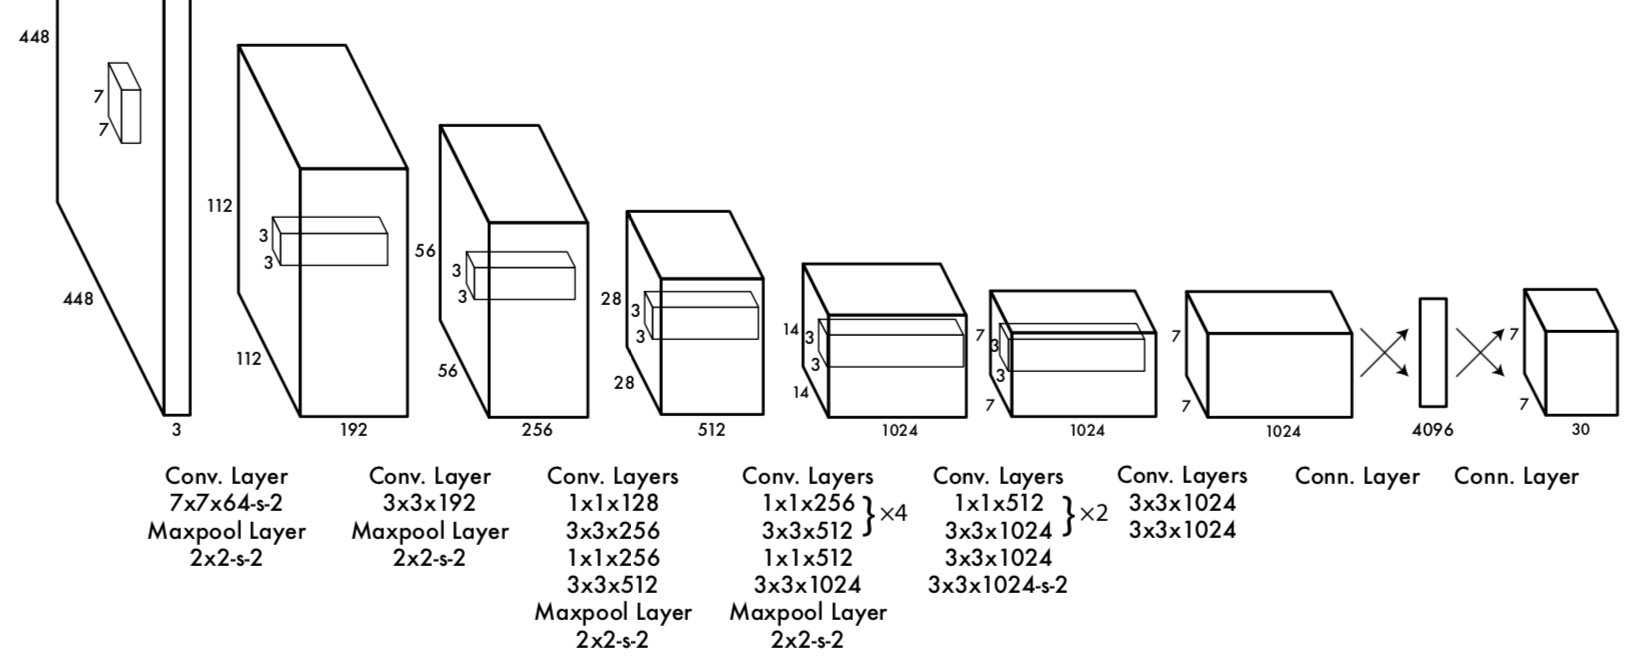 448
7
7
448
3
112
3
3
112
192
56
3
3
56
256
28
3
3
28
512
14
3
3
14
1024
7
3
3
7
1024
7
7
1024
4096
7
7
30
Conv. Layer
7x7x64-s-2
Maxpool Layer
2x2-s-2
Conv. Layer
3x3x192
Maxpool Layer
2x2-s-2
Conv. Layers
1x1x128
3x3x256
1x1x256
3x3x512
Maxpool Layer
2x2-s-2
Conv. Layers
1x1x256
3x3x512
} ×4
1x1x512
3x3x1024
Maxpool Layer
2x2-s-2
Conv. Layers
1x1x512
3x3x1024
} ×2
3x3x1024
3x3x1024-s-2
Conv. Layers
3x3x1024
3x3x1024
Conn. Layer
Conn. Layer